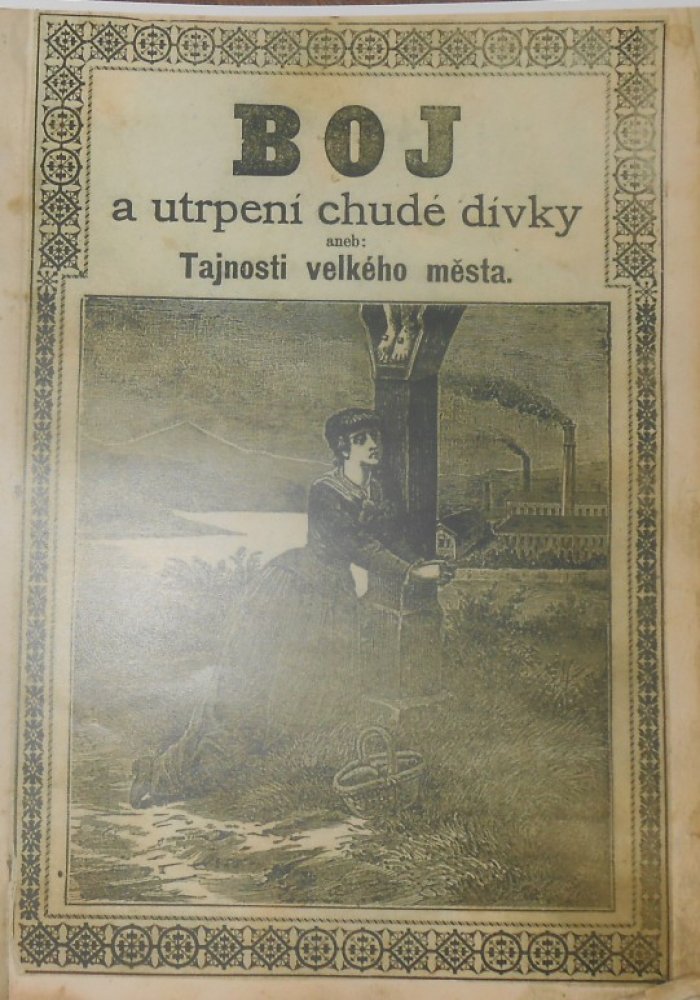 BOJ
a utrpení chudé dívky
aneb:
Tajnosti velkého města.